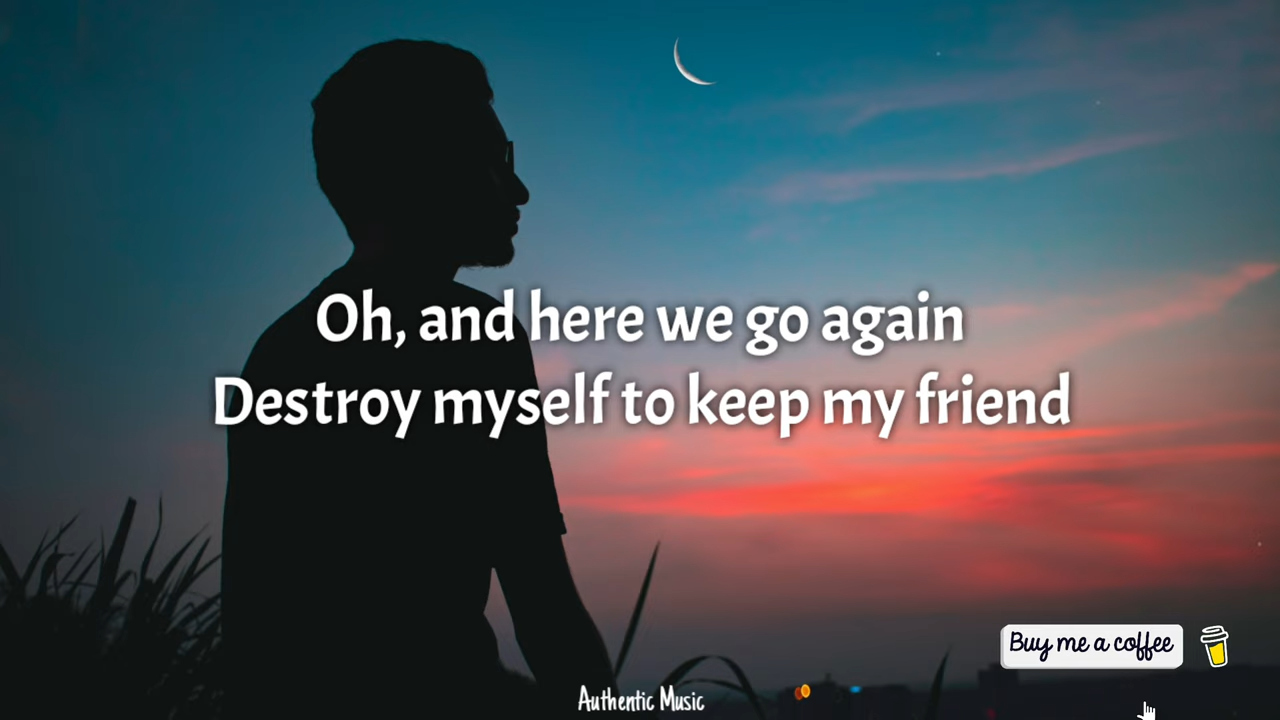 Oh, and here we go again
Destroy myself to keep my friend
Buy me a coffee
Authentic Music